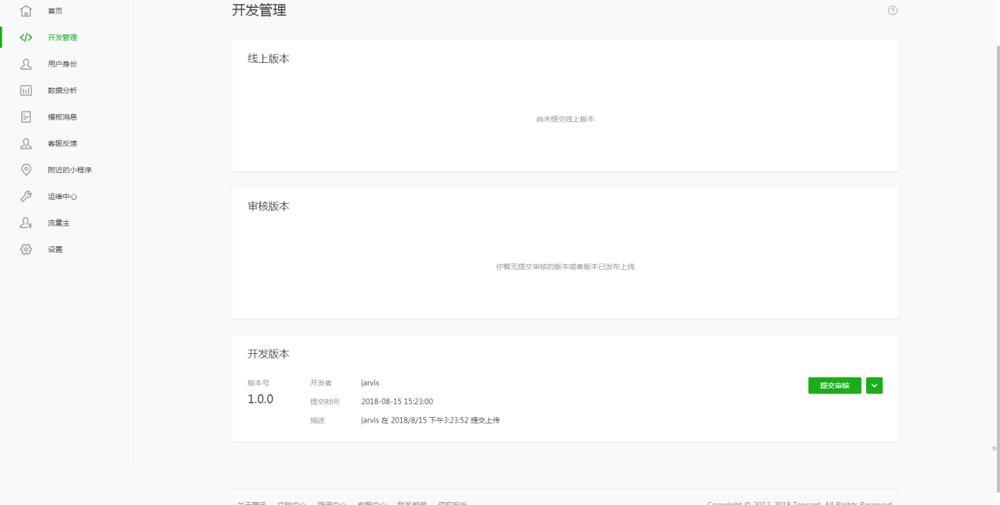 首页
开发管理
用户身份
数据分析
模板消息
客服反馈
附近的小程序
运维中心
流量主
设置
开发管理
线上版本
尚未提交线上版本
审核版本
你暂无提交审核的版本或者版本已发布上线
开发版本
版本号
1.0.0
开发者 jarvis
提交时间 2018-08-15 15:23:00
描述 jarvis 在 2018/8/15 下午3:23:52 提交上传
提交审核
关于腾讯 文档中心 辟谣中心 客服中心 联系邮箱 侵权投诉
Copyright © 2012-2018 Tencent. All Rights Reserved.